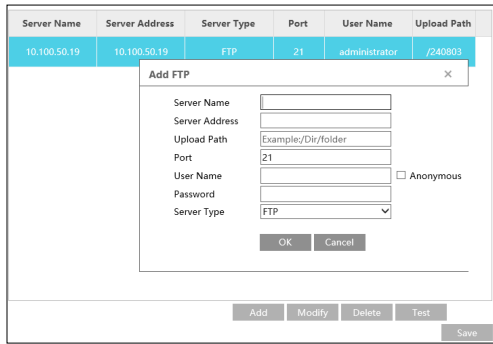 Server Name Server Address Server Type Port User Name Upload Path
10.100.50.19 10.100.50.19 FTP 21 administrator /240803
Add FTP ×
Server Name
Server Address
Upload Path Example:/Dir/folder
Port 21
User Name Anonymous
Password
Server Type FTP
OK Cancel
Add Modify Delete Test
Save